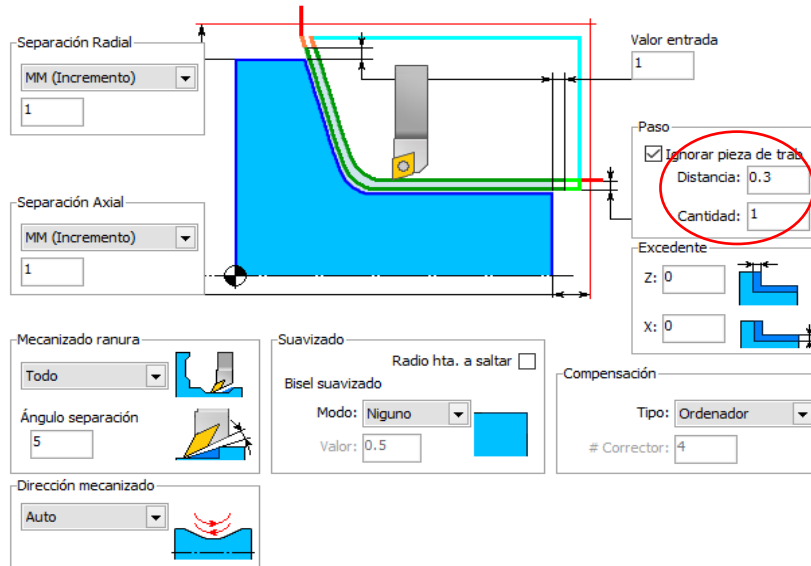 Separación Radial
MM (Incremento)
1
Valor entrada
1
Paso
Ignorar pieza de trab
Distancia: 0.3
Cantidad: 1
Separación Axial
MM (Incremento)
1
Excedente
Z: 0
X: 0
Mecanizado ranura
Todo
Ángulo separación
5
Suavizado
Radio hta. a saltar
Bisel suavizado
Modo: Niguno
Valor: 0.5
Compensación
Tipo: Ordenador
# Corrector: 4
Dirección mecanizado
Auto